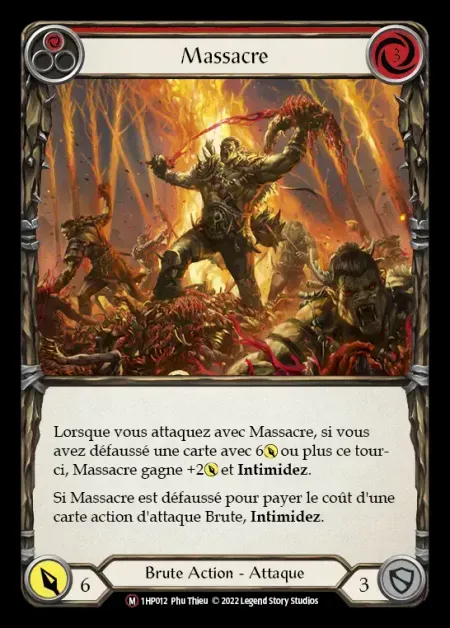 Massacre
3
Lorsque vous attaquez avec Massacre, si vous
avez défaussé une carte avec 6 ou plus ce tour-
ci, Massacre gagne +2 et Intimidez.
Si Massacre est défaussé pour payer le coût d'une
carte action d'attaque Brute, Intimidez.
6
Brute Action - Attaque
3
M 1HP012 Phu Thieu © 2022 Legend Story Studios